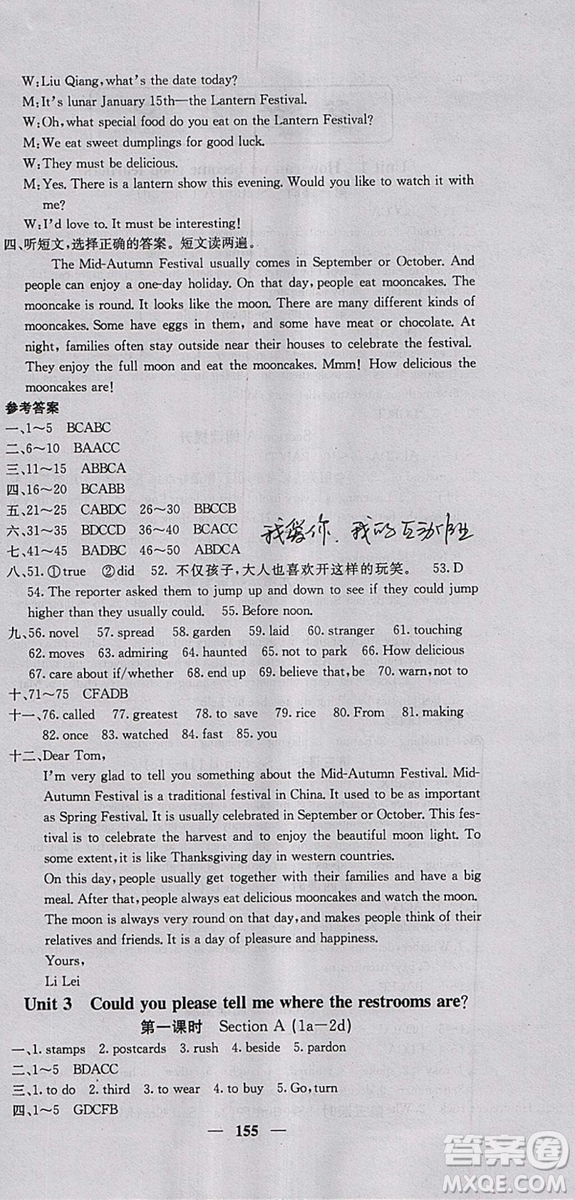 W: Liu Qiang, what's the date today?
M: It's lunar January 15th—the Lantern Festival.
W: Oh, what special food do you eat on the Lantern Festival?
M: We eat sweet dumplings for good luck.
W: They must be delicious.
M: Yes. There is a lantern show this evening. Would you like to watch it with
me?
W: I'd love to. It must be interesting!
四、听短文,选择正确的答案。短文读两遍。
The Mid-Autumn Festival usually comes in September or October. And
people can enjoy a one-day holiday. On that day, people eat mooncakes. The
mooncake is round. It looks like the moon. There are many different kinds of
mooncakes. Some have eggs in them, and some have meat or chocolate. At
night, families often stay outside near their houses to celebrate the festival.
They enjoy the full moon and eat the mooncakes. Mmm! How delicious the
mooncakes are!
参考答案
一、1~5 BCABC
二、6~10 BAACC
三、11~15 ABBCA
四、16~20 BCABB
五、21~25 CABDC 26~30 BBCCB
六、31~35 BDCCD 36~40 BCACC 我爱你、我的互动班
七、41~45 BADBC 46~50 ABDCA
八、51. ①true ②did 52. 不仅孩子,大人也喜欢开这样的玩笑。 53. D
54. The reporter asked them to jump up and down to see if they could jump
higher than they usually could. 55. Before noon.
九、56. novel 57. spread 58. garden 59. laid 60. stranger 61. touching
62. moves 63. admiring 64. haunted 65. not to park 66. How delicious
67. care about if/whether 68. end up 69. believe that, be 70. warn, not to
十、71~75 CFADB
十一、76. called 77. greatest 78. to save 79. rice 80. From 81. making
82. once 83. watched 84. fast 85. you
十二、Dear Tom,
I'm very glad to tell you something about the Mid-Autumn Festival. Mid-
Autumn Festival is a traditional festival in China. It used to be as important
as Spring Festival. It is usually celebrated in September or October. This fes-
tival is to celebrate the harvest and to enjoy the beautiful moon light. To
some extent, it is like Thanksgiving day in western countries.
On this day, people usually get together with their families and have a big
meal. After that, people always eat delicious mooncakes and watch the moon.
The moon is always very round on that day, and makes people think of their
relatives and friends. It is a day of pleasure and happiness.
Yours,
Li Lei
Unit 3 Could you please tell me where the restrooms are?
第一课时 Section A (1a—2d)
一、1. stamps 2. postcards 3. rush 4. beside 5. pardon
二、1~5 BDACC
三、1. to do 2. third 3. to wear 4. to buy 5. Go, turn
四、1~5 GDCFB
155
答案圈
MXQE.COM